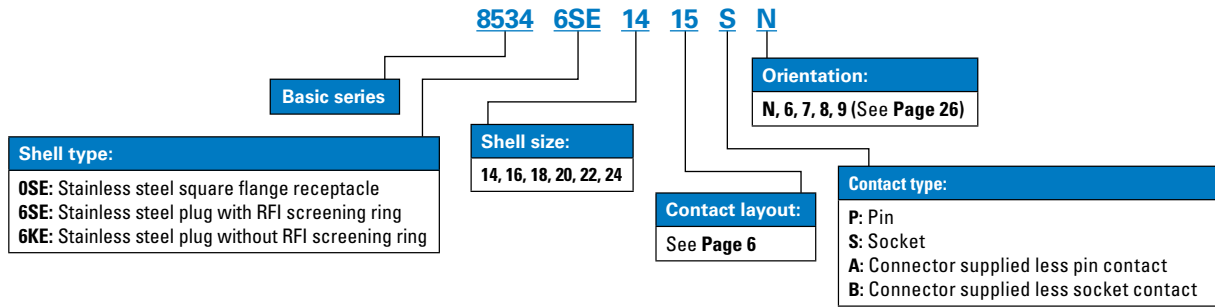 8534 6SE 14 15 S N
Basic series
Shell type:
0SE: Stainless steel square flange receptacle
6SE: Stainless steel plug with RFI screening ring
6KE: Stainless steel plug without RFI screening ring
Shell size:
14, 16, 18, 20, 22, 24
Contact layout:
See Page 6
Orientation:
N, 6, 7, 8, 9 (See Page 26)
Contact type:
P: Pin
S: Socket
A: Connector supplied less pin contact
B: Connector supplied less socket contact